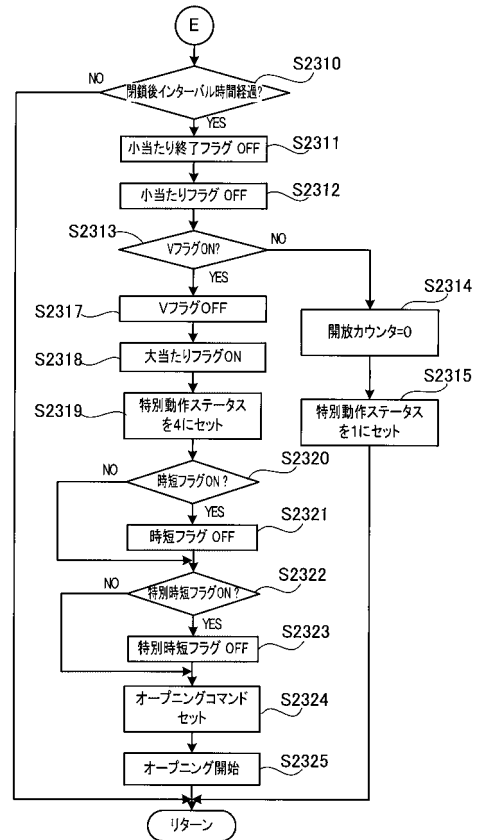 E
S2310
NO
閉鎖後インターバル時間経過?
YES
小当たり終了フラグ OFF
S2311
小当たりフラグ OFF
S2312
S2313
VフラグON?
NO
YES
S2314
開放カウンタ=0
S2317
VフラグOFF
S2318
大当たりフラグON
S2315
特別動作ステータス
を1にセット
S2319
特別動作ステータス
を4にセット
S2320
NO
時短フラグON?
YES
S2321
時短フラグ OFF
S2322
NO
特別時短フラグON?
YES
S2323
特別時短フラグ OFF
オープニングコマンド
セット
S2324
S2325
オープニング開始
リターン